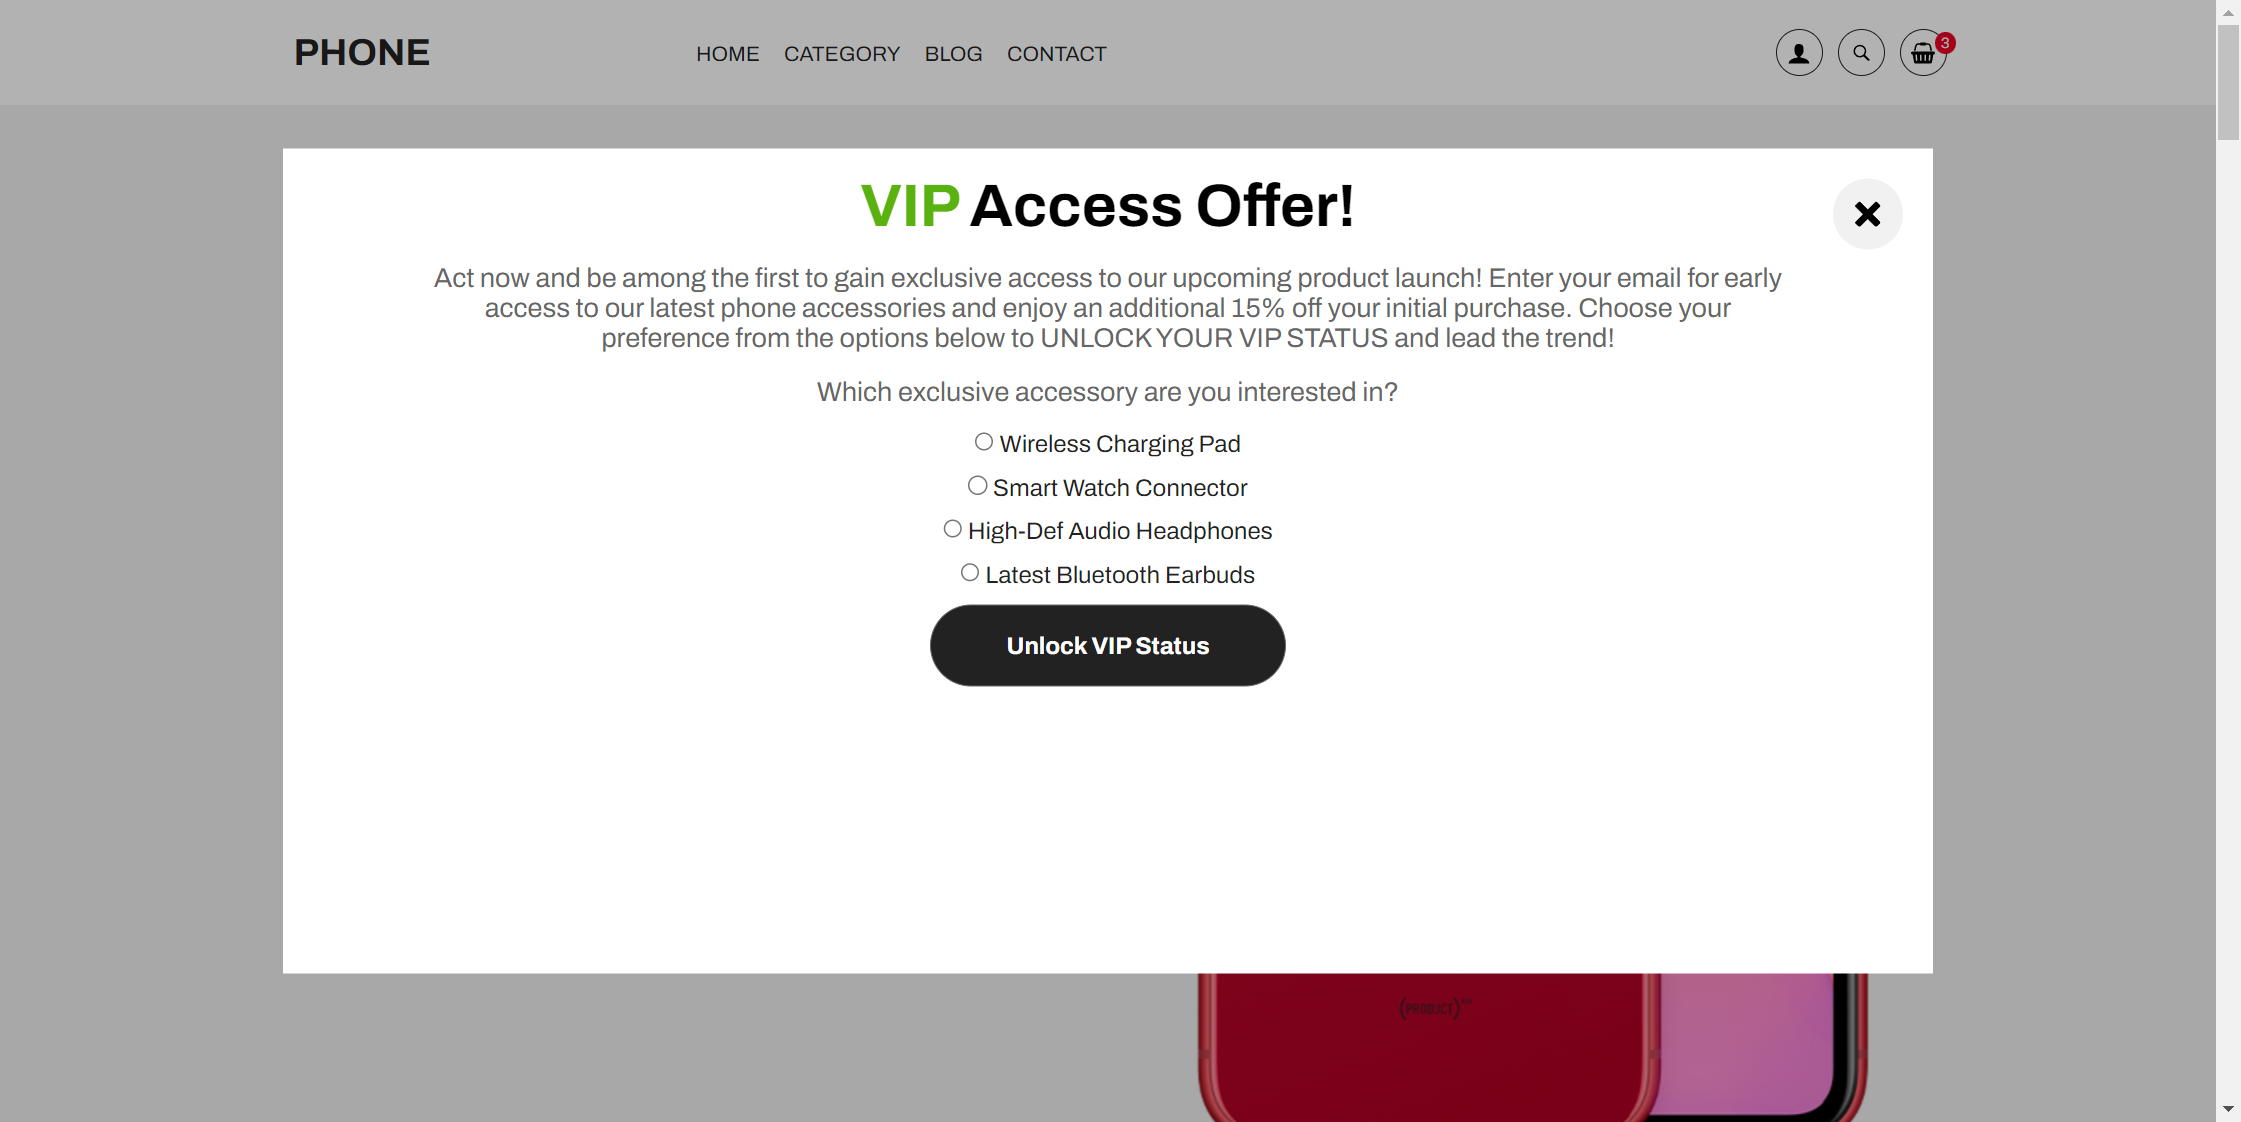 PHONE
HOME CATEGORY BLOG CONTACT
3
VIP Access Offer!
Act now and be among the first to gain exclusive access to our upcoming product launch! Enter your email for early
access to our latest phone accessories and enjoy an additional 15% off your initial purchase. Choose your
preference from the options below to UNLOCK YOUR VIP STATUS and lead the trend!
Which exclusive accessory are you interested in?
Wireless Charging Pad
Smart Watch Connector
High-Def Audio Headphones
Latest Bluetooth Earbuds
Unlock VIP Status
(PRODUCT)